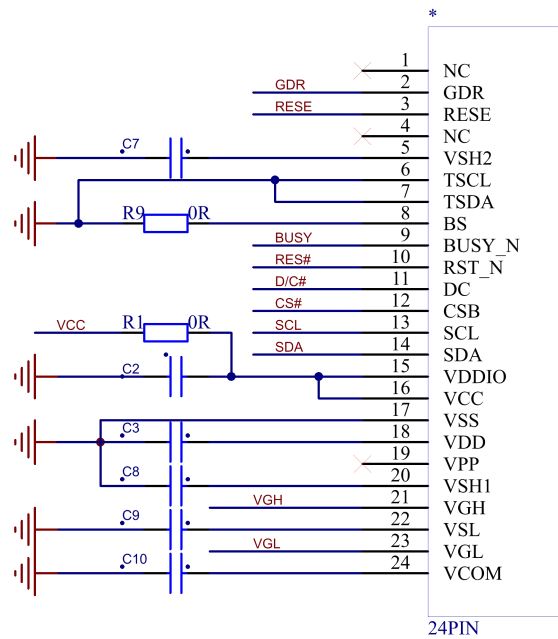 *
1 NC
GDR 2 GDR
RESE 3 RESE
4 NC
C7 5 VSH2
6 TSCL
7 TSDA
R9 0R 8 BS
BUSY 9 BUSY_N
RES# 10 RST_N
D/C# 11 DC
CS# 12 CSB
VCC R1 0R SCL 13 SCL
SDA 14 SDA
C2 15 VDDIO
16 VCC
17 VSS
C3 18 VDD
19 VPP
C8 20 VSH1
VGH 21 VGH
C9 22 VSL
VGL 23 VGL
C10 24 VCOM
24PIN